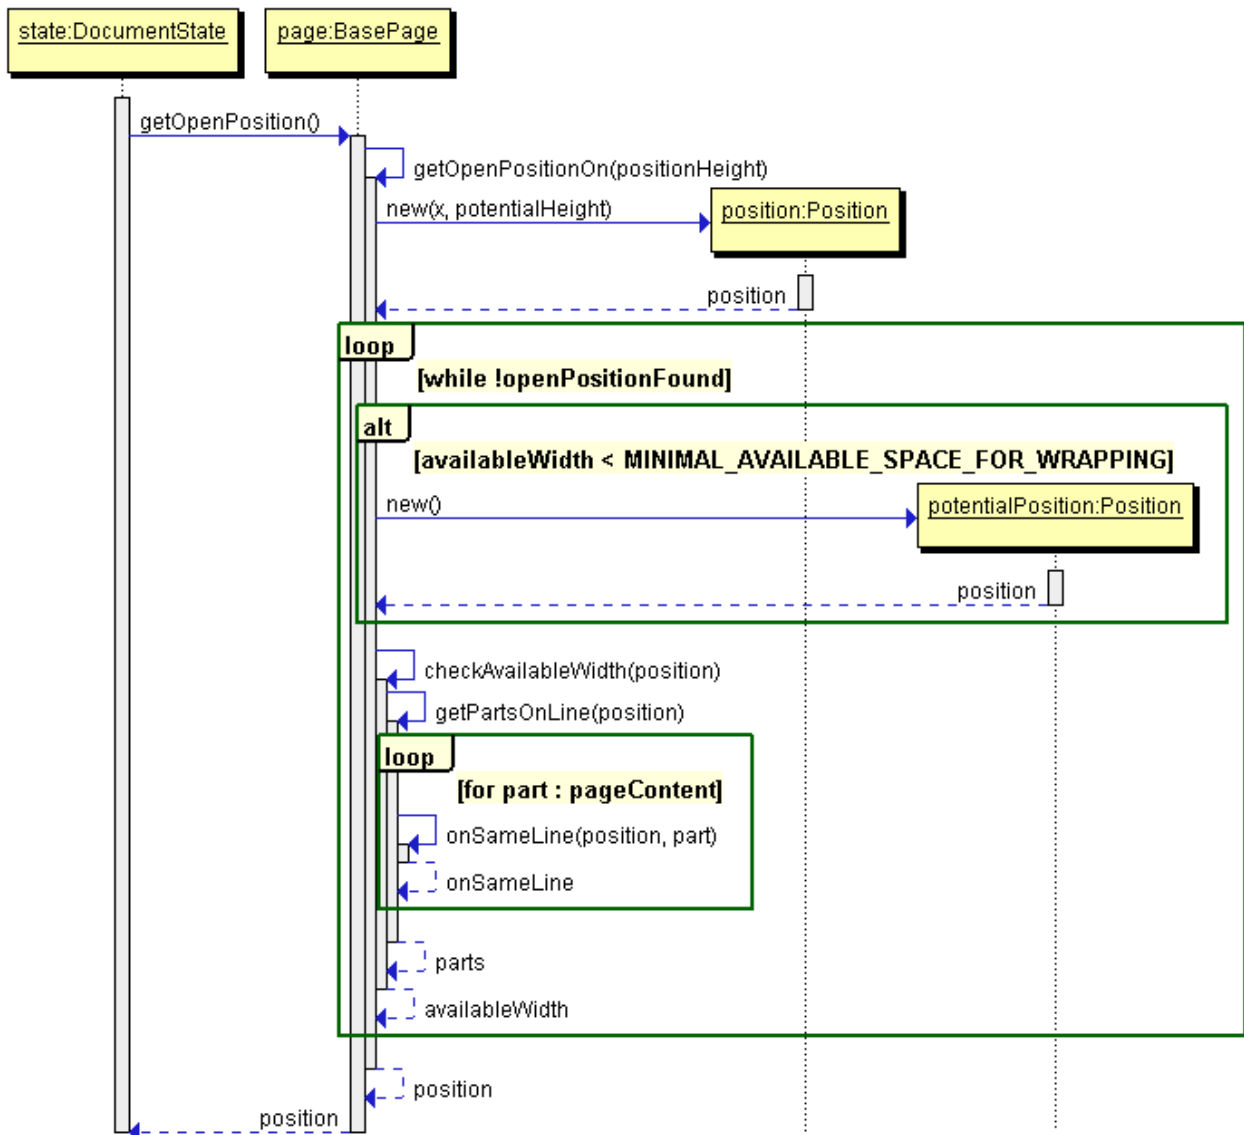 state:DocumentState
page:BasePage
getOpenPosition()
getOpenPositionOn(positionHeight)
new(x, potentialHeight)
position:Position
position
loop
[while !openPositionFound]
alt
[availableWidth < MINIMAL_AVAILABLE_SPACE_FOR_WRAPPING]
new()
potentialPosition:Position
position
checkAvailableWidth(position)
getPartsOnLine(position)
loop
[for part : pageContent]
onSameLine(position, part)
onSameLine
parts
availableWidth
position
position